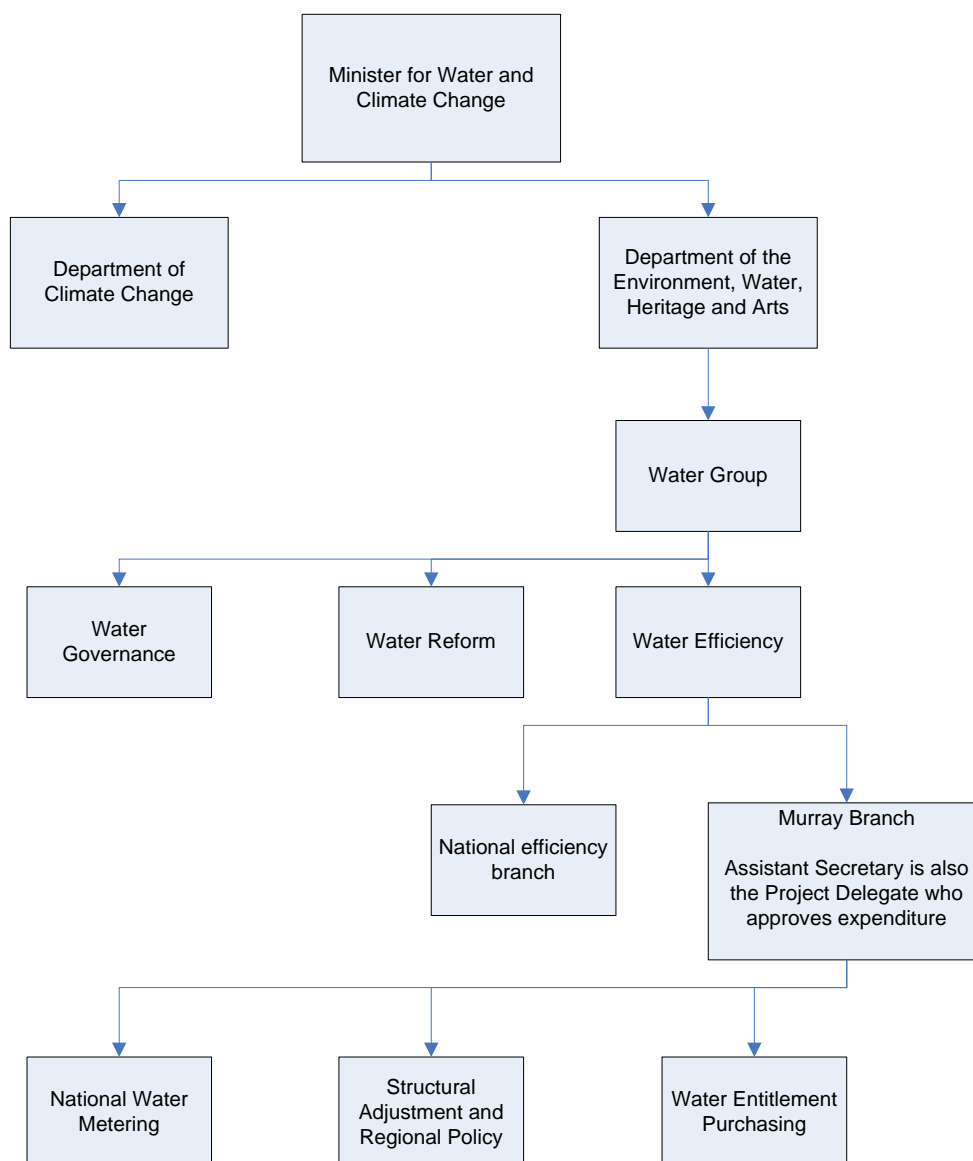 Minister for Water and
Climate Change
Department of
Climate Change
Department of the
Environment, Water,
Heritage and Arts
Water Group
Water
Governance
Water Reform
Water Efficiency
National efficiency
branch
Murray Branch
Assistant Secretary is also
the Project Delegate who
approves expenditure
National Water
Metering
Structural
Adjustment and
Regional Policy
Water Entitlement
Purchasing